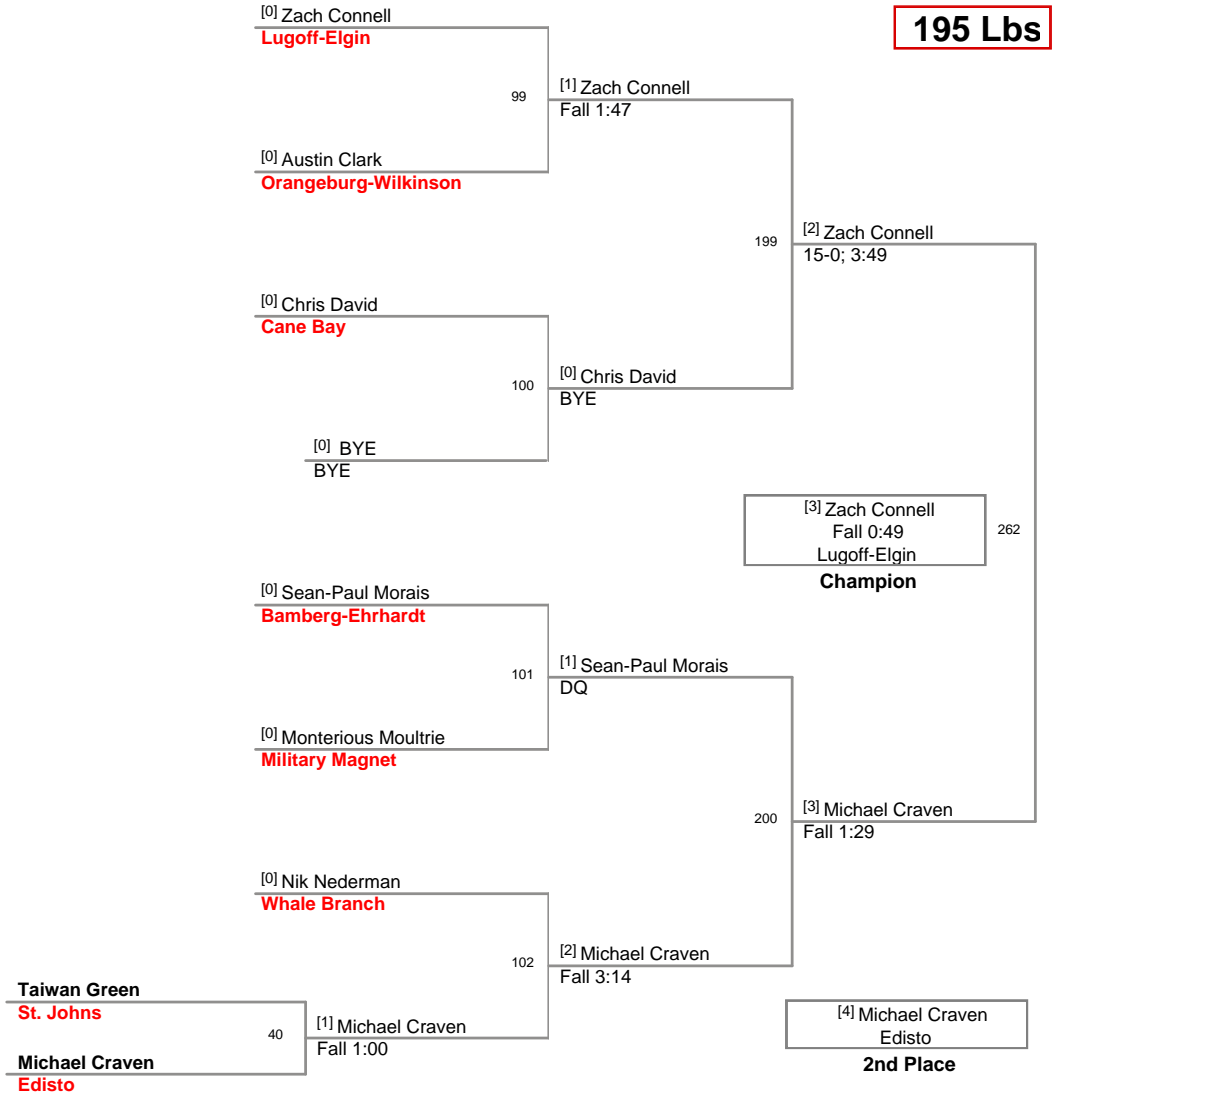 [0] Zach Connell
Lugoff-Elgin
195 Lbs
[1] Zach Connell
99
Fall 1:47
[0] Austin Clark
Orangeburg-Wilkinson
[2] Zach Connell
199
15-0; 3:49
[0] Chris David
Cane Bay
[0] Chris David
100
BYE
[0] BYE
BYE
[3] Zach Connell
Fall 0:49
262
Lugoff-Elgin
Champion
[0] Sean-Paul Morais
Bamberg-Ehrhardt
[1] Sean-Paul Morais
101
DQ
[0] Monterious Moultrie
Military Magnet
[3] Michael Craven
200
Fall 1:29
[0] Nik Nederman
Whale Branch
[2] Michael Craven
102
Fall 3:14
Taiwan Green
St. Johns
[1] Michael Craven
40
Fall 1:00
[4] Michael Craven
Edisto
2nd Place
Michael Craven
Edisto